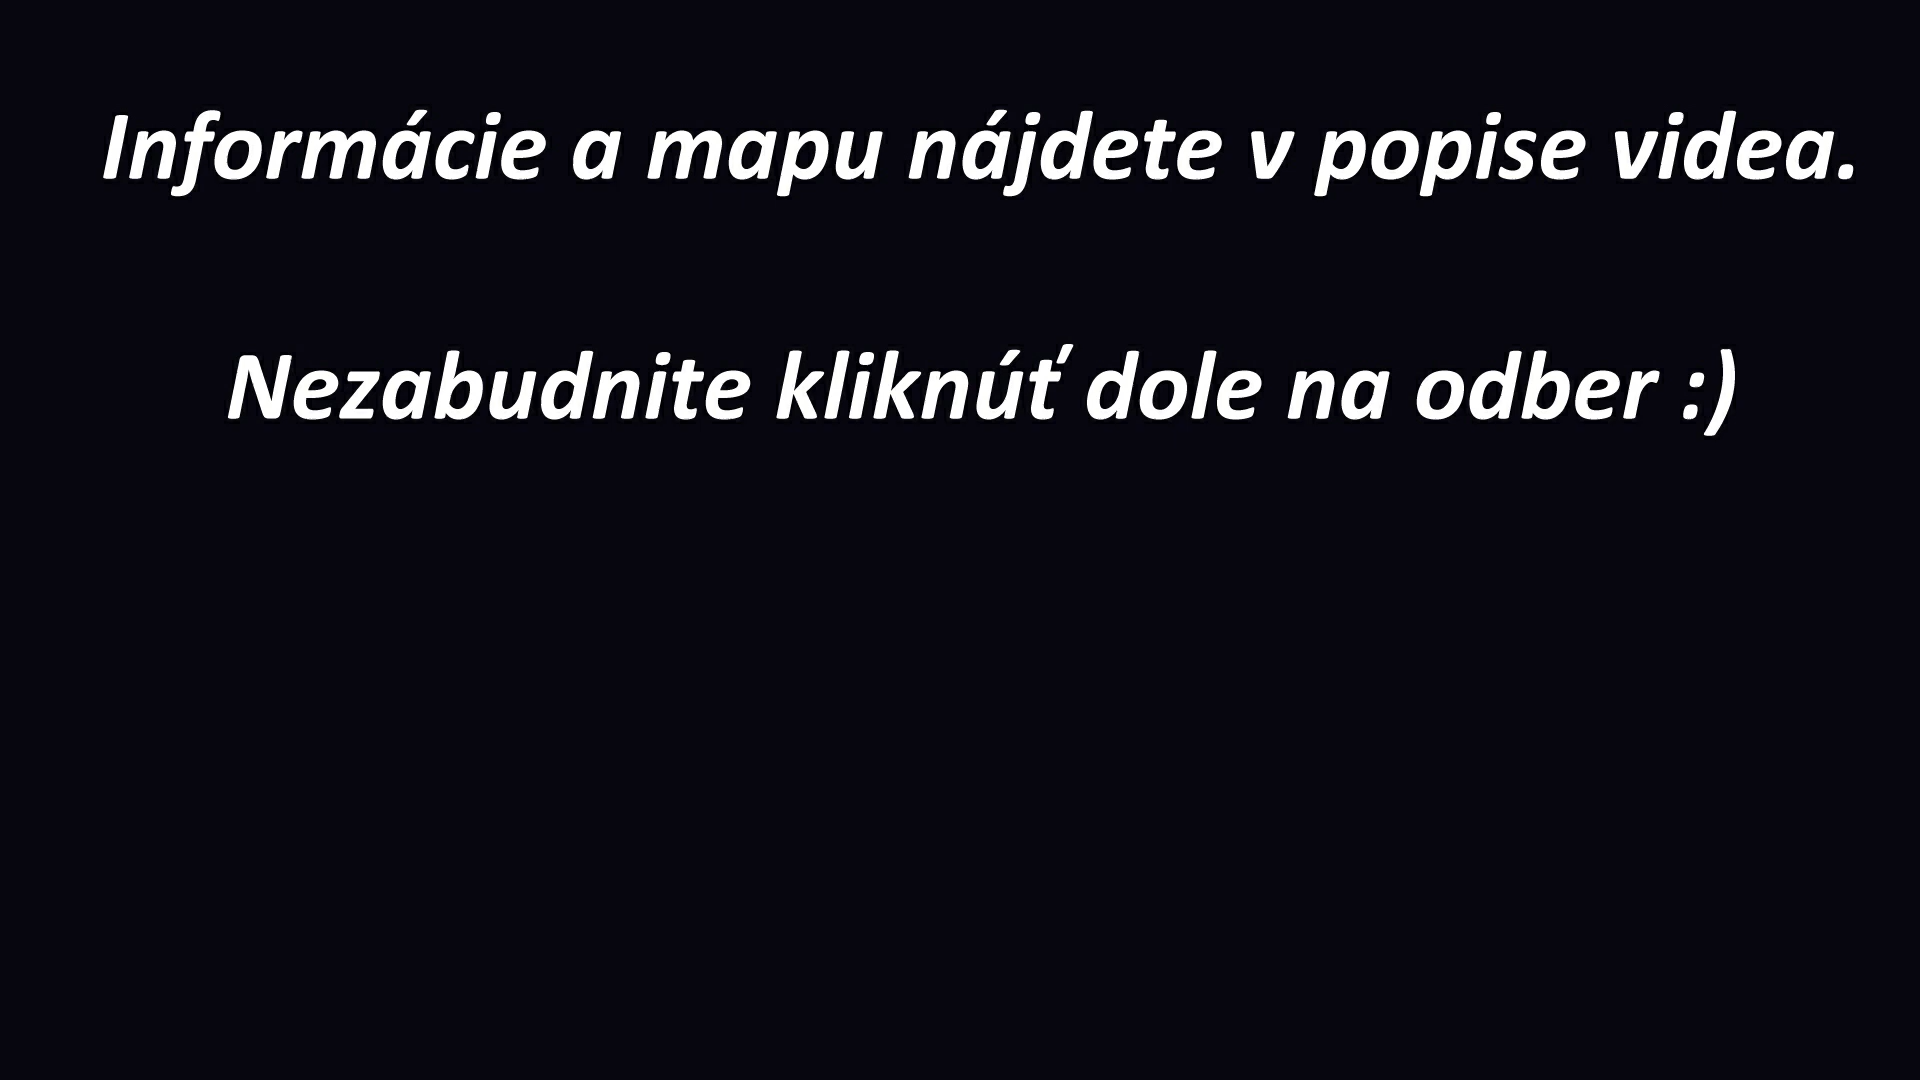 Informácie a mapu nájdete v popise videa.
Nezabudnite kliknúť dole na odber :)